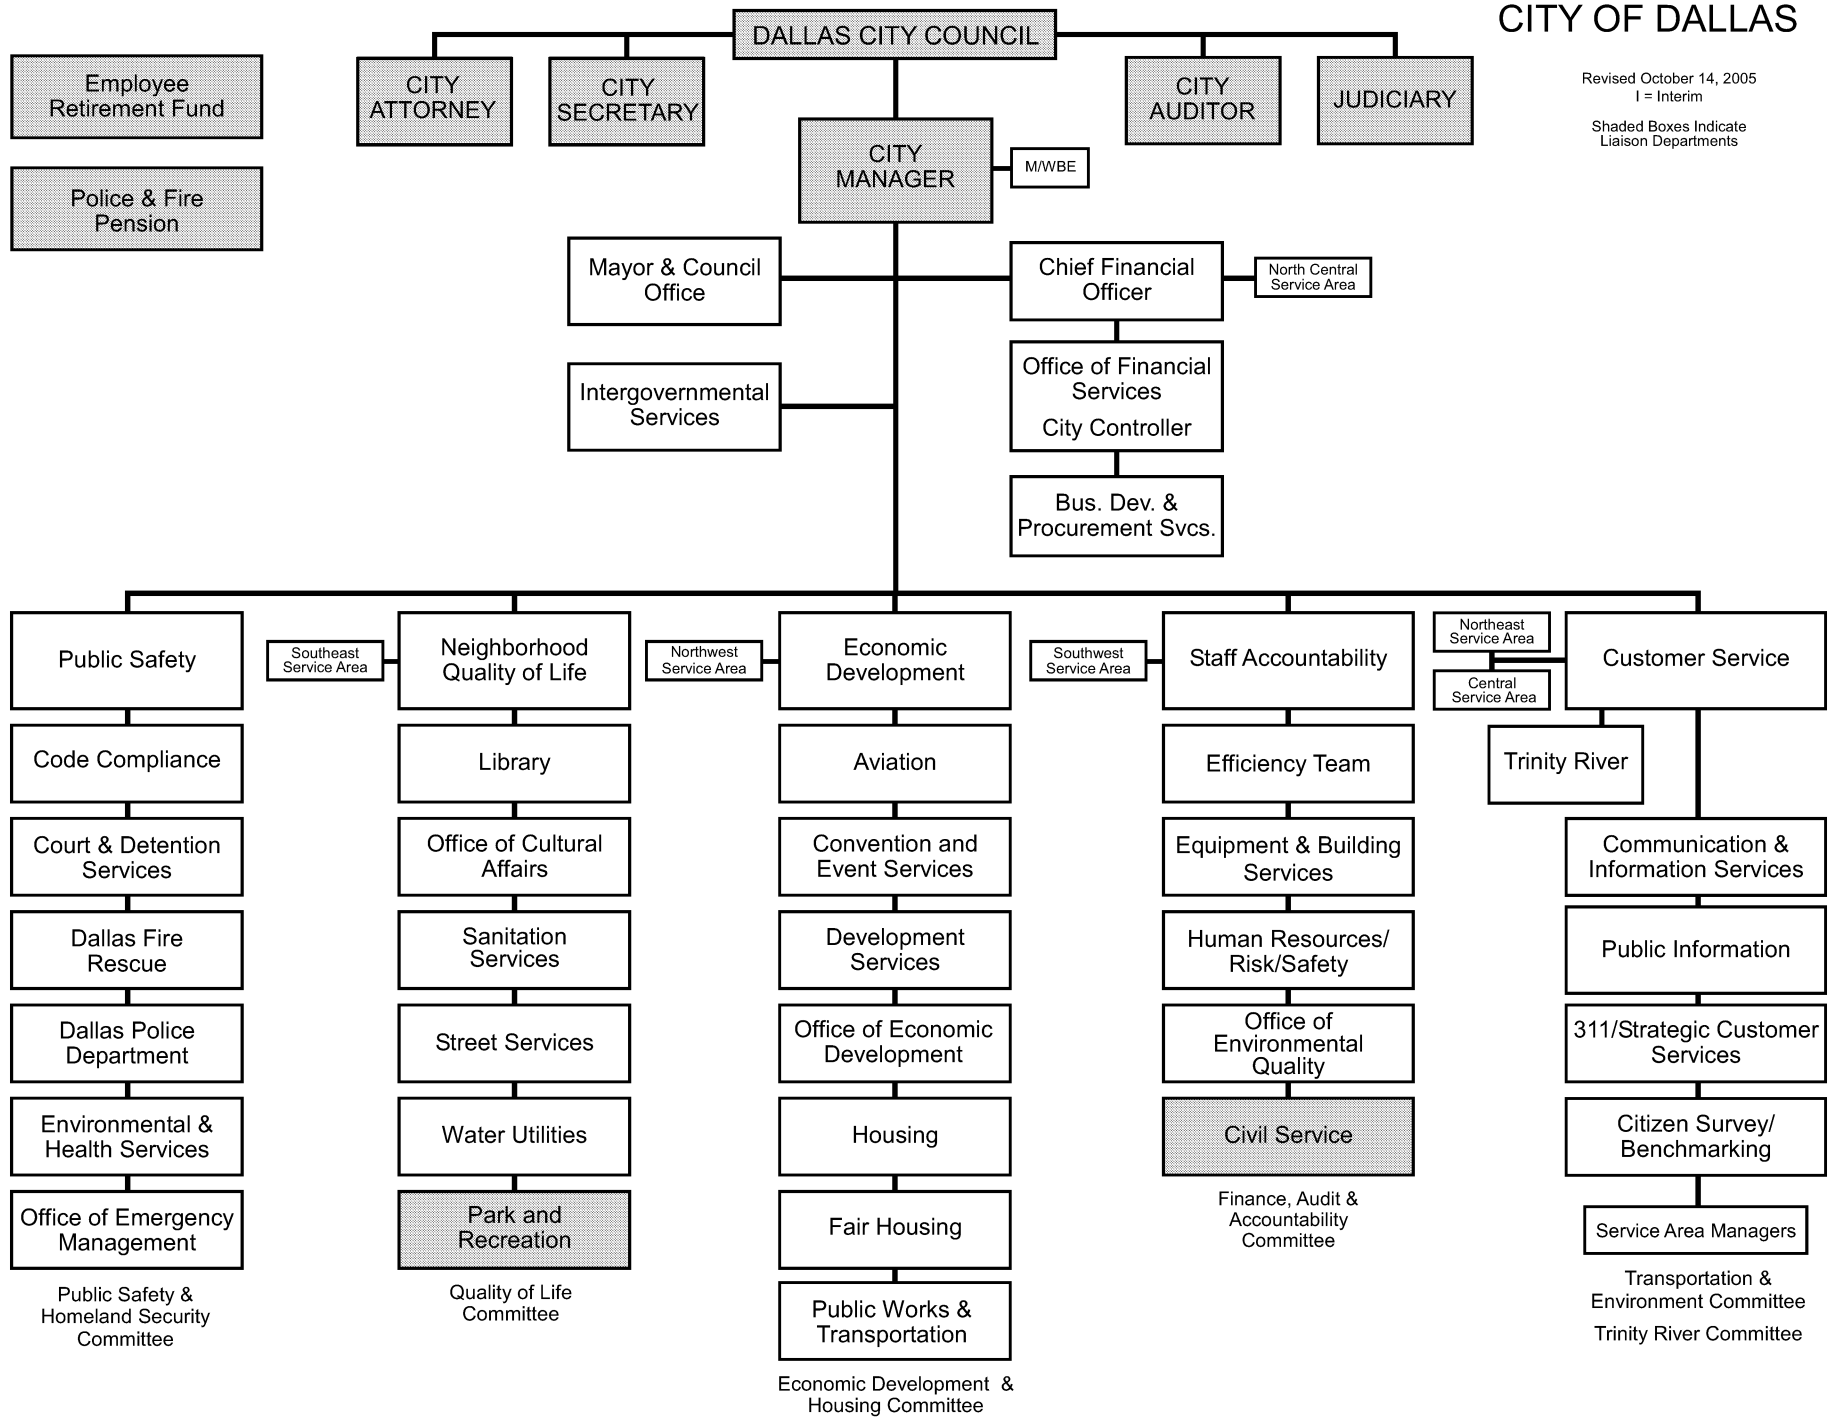 CITY OF DALLAS
Revised October 14, 2005
I = Interim
Shaded Boxes Indicate
Liaison Departments
DALLAS CITY COUNCIL
Employee
Retirement Fund
Police & Fire
Pension
CITY
ATTORNEY
CITY
SECRETARY
CITY
AUDITOR
JUDICIARY
CITY
MANAGER
M/WBE
Mayor & Council
Office
Chief Financial
Officer
North Central
Service Area
Intergovernmental
Services
Office of Financial
Services
City Controller
Bus. Dev. &
Procurement Svcs.
Public Safety
Code Compliance
Court & Detention
Services
Dallas Fire
Rescue
Dallas Police
Department
Environmental &
Health Services
Office of Emergency
Management
Public Safety &
Homeland Security
Committee
Southeast
Service Area
Neighborhood
Quality of Life
Library
Office of Cultural
Affairs
Sanitation
Services
Street Services
Water Utilities
Park and
Recreation
Quality of Life
Committee
Northwest
Service Area
Economic
Development
Aviation
Convention and
Event Services
Development
Services
Office of Economic
Development
Housing
Fair Housing
Public Works &
Transportation
Economic Development &
Housing Committee
Southwest
Service Area
Staff Accountability
Efficiency Team
Equipment & Building
Services
Human Resources/
Risk/Safety
Office of
Environmental
Quality
Civil Service
Finance, Audit &
Accountability
Committee
Northeast
Service Area
Central
Service Area
Customer Service
Trinity River
Communication &
Information Services
Public Information
311/Strategic Customer
Services
Citizen Survey/
Benchmarking
Service Area Managers
Transportation &
Environment Committee
Trinity River Committee